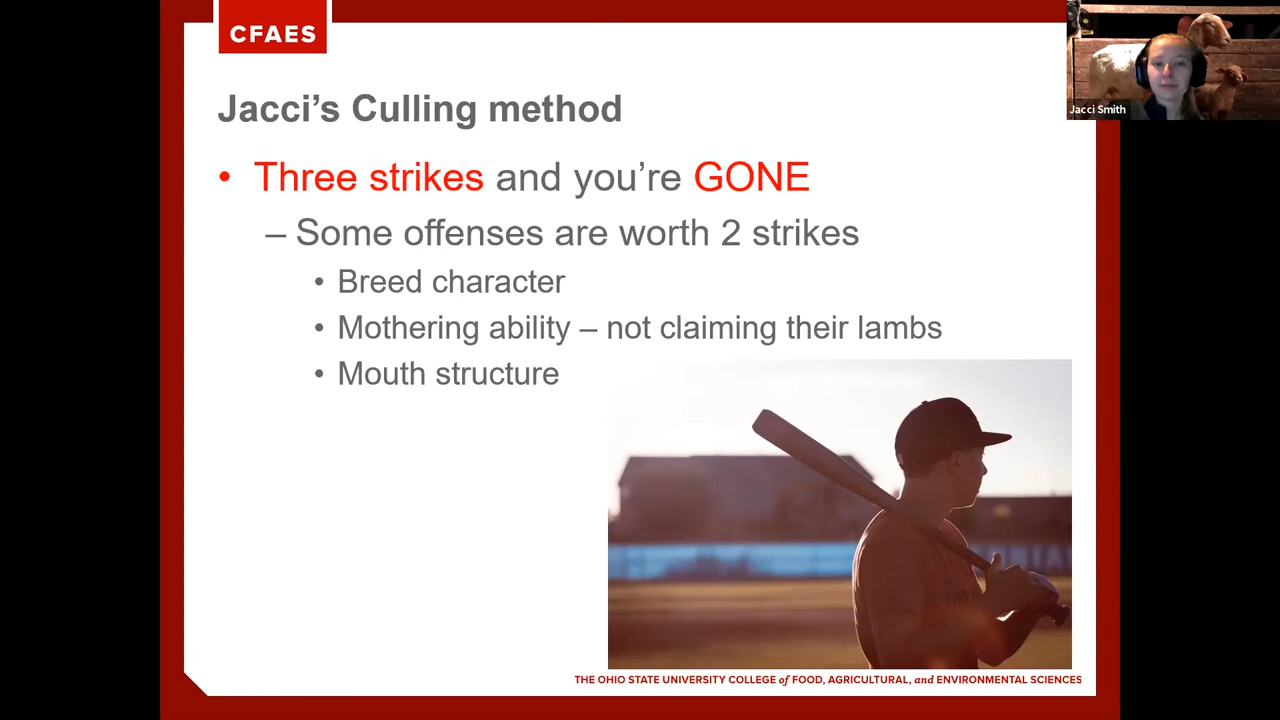 CFAES
Jacci Smith
Jacci's Culling method
• Three strikes and you're GONE
– Some offenses are worth 2 strikes
• Breed character
• Mothering ability – not claiming their lambs
• Mouth structure
THE OHIO STATE UNIVERSITY COLLEGE of FOOD, AGRICULTURAL, and ENVIRONMENTAL SCIENCES